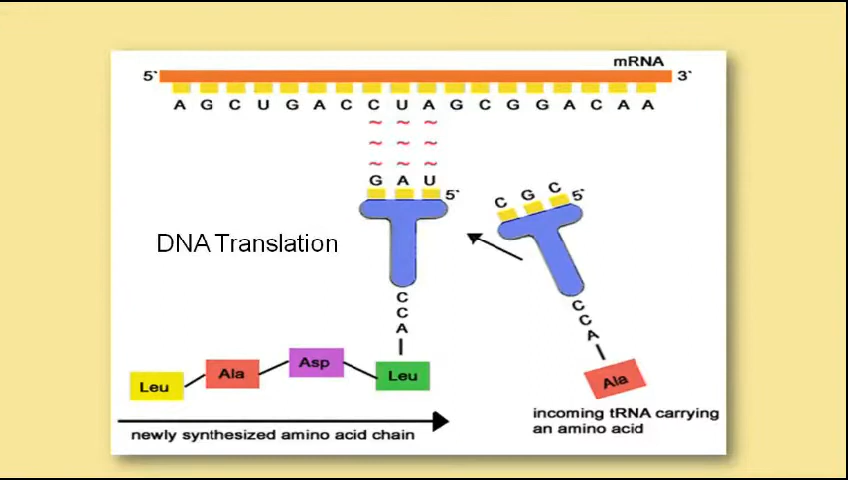 mRNA
5` 3`
A G C U G A C C U A G C G G A C A A
~ ~ ~
~ ~ ~
~ ~ ~
G A U 5`
C G C 5`
DNA Translation
C
C
A
C
C
A
Leu Ala Asp Leu
Ala
newly synthesized amino acid chain
incoming tRNA carrying
an amino acid